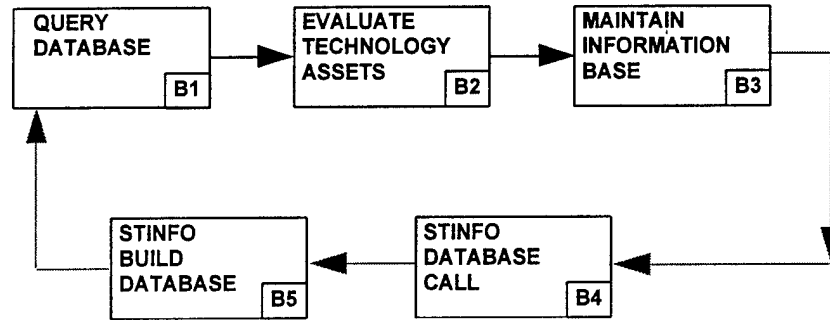 QUERY
DATABASE
B1
EVALUATE
TECHNOLOGY
ASSETS
B2
MAINTAIN
INFORMATION
BASE
B3
STINFO
DATABASE
CALL
B4
STINFO
BUILD
DATABASE
B5